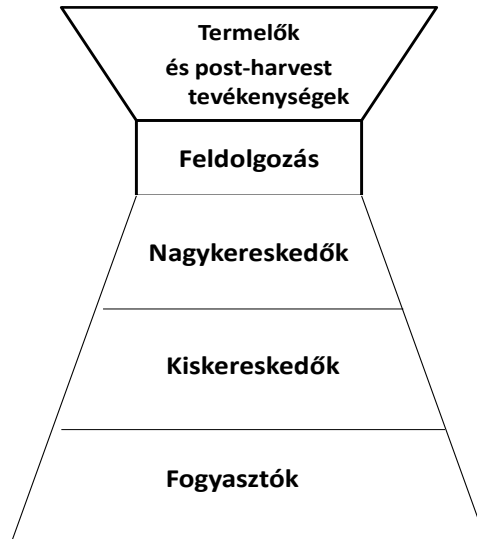 Termelők
és post-harvest
tevékenységek
Feldolgozás
Nagykereskedők
Kiskereskedők
Fogyasztók